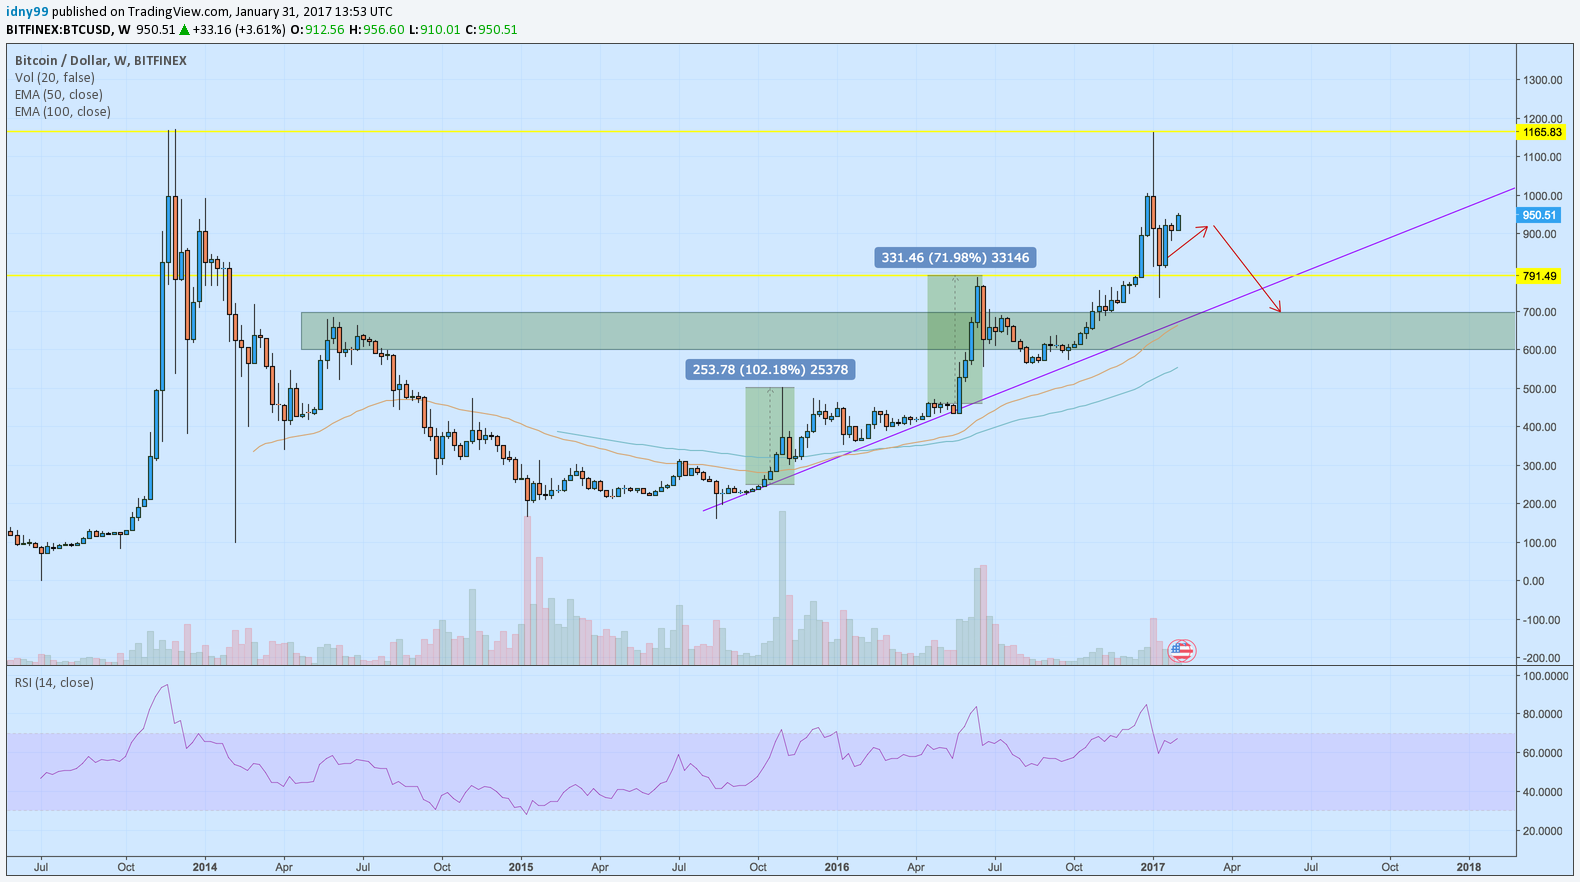 idny99 published on TradingView.com, January 31, 2017 13:53 UTC
BITFINEX:BTCUSD, W 950.51 ▲ +33.16 (+3.61%) O:912.56 H:956.60 L:910.01 C:950.51
Bitcoin / Dollar, W, BITFINEX
Vol (20, false)
EMA (50, close)
EMA (100, close)
1300.00
1200.00
1165.83
1100.00
1000.00
950.51
900.00
331.46 (71.98%) 33146
791.49
700.00
600.00
253.78 (102.18%) 25378
500.00
400.00
300.00
200.00
100.00
0.00
-100.00
-200.00
RSI (14, close)
100.0000
80.0000
60.0000
40.0000
20.0000
Jul Oct 2014 Apr Jul Oct 2015 Apr Jul Oct 2016 Apr Jul Oct 2017 Apr Jul Oct 2018